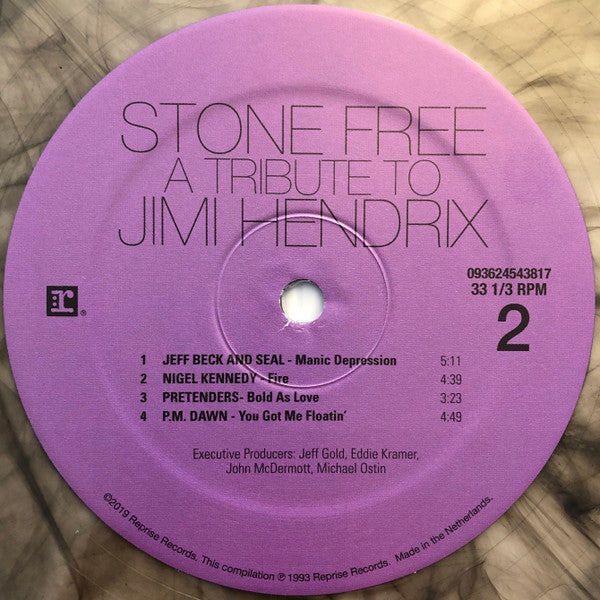 STONE FREE
A TRIBUTE TO
JIMI HENDRIX
r®
093624543817
33 1/3 RPM
2
1 JEFF BECK AND SEAL - Manic Depression 5:11
2 NIGEL KENNEDY - Fire 4:39
3 PRETENDERS- Bold As Love 3:23
4 P.M. DAWN - You Got Me Floatin' 4:49
Executive Producers: Jeff Gold, Eddie Kramer,
John McDermott, Michael Ostin
©2019 Reprise Records. This compilation ℗ 1993 Reprise Records. Made in the Netherlands.